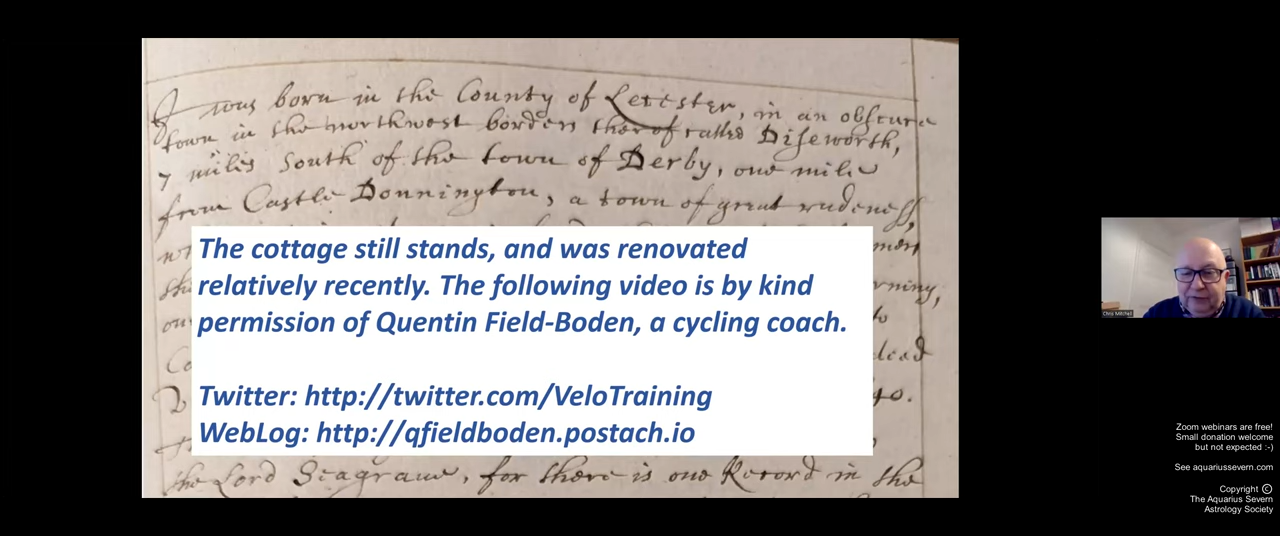 I was born in the County of Leicester, in an obscure
town in the northwest borders therof called Diseworth,
7 miles South of the town of Derby, one mile
from Castle Donnington, a town of great rudeness,
The cottage still stands, and was renovated
relatively recently. The following video is by kind
permission of Quentin Field-Boden, a cycling coach.
Twitter: http://twitter.com/VeloTraining
WebLog: http://qfieldboden.postach.io
the Lord Seagrave, for there is one Record in the
Chris Mitchell
Zoom webinars are free!
Small donation welcome
but not expected :-)
See aquariussevern.com
Copyright ©
The Aquarius Severn
Astrology Society